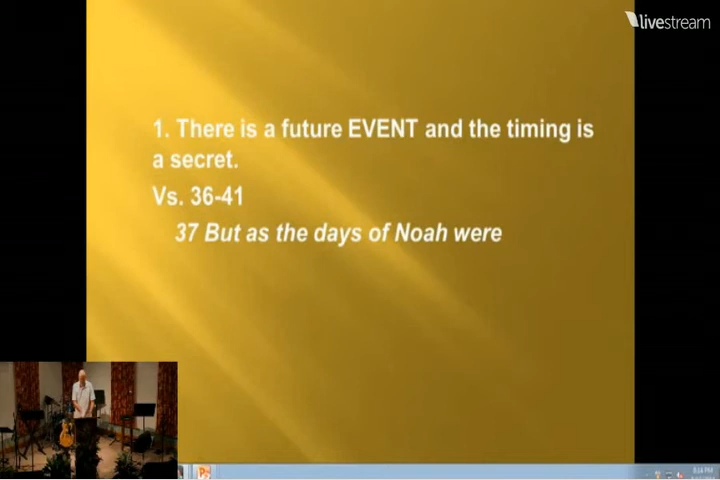 livestream
1. There is a future EVENT and the timing is
a secret.
Vs. 36-41
37 But as the days of Noah were